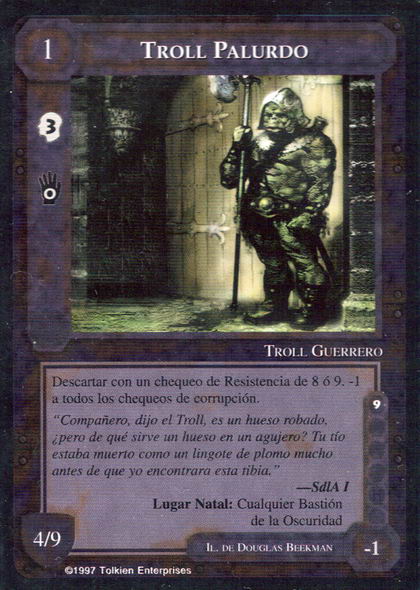 1
TROLL PALURDO
3
0
TROLL GUERRERO
Descartar con un chequeo de Resistencia de 8 ó 9. -1
a todos los chequeos de corrupción.
“Compañero, dijo el Troll, es un hueso robado,
¿pero de qué sirve un hueso en un agujero? Tu tío
estaba muerto como un lingote de plomo mucho
antes de que yo encontrara esta tibia.”
—SdlA I
Lugar Natal: Cualquier Bastión
de la Oscuridad
9
4/9
IL. DE DOUGLAS BEEKMAN
-1
©1997 Tolkien Enterprises